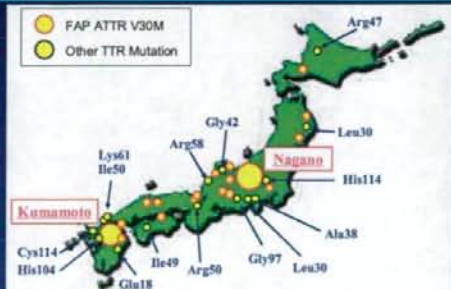 FAP ATTR V30M
Other TTR Mutation
Arg47
Gly42
Arg58
Leu30
Lys61
Ile50
Nagano
His114
Kumamoto
Ala38
Cys114
His104
Glu18
Ile49
Arg50
Gly97
Leu30